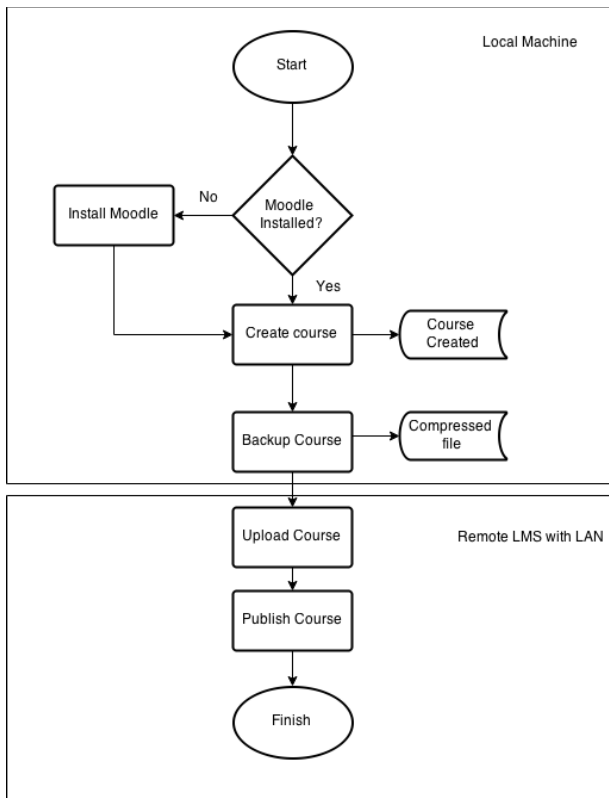 Local Machine
Start
No
Install Moodle
Moodle
Installed?
Yes
Create course
Course
Created
Backup Course
Compressed
file
Upload Course
Remote LMS with LAN
Publish Course
Finish